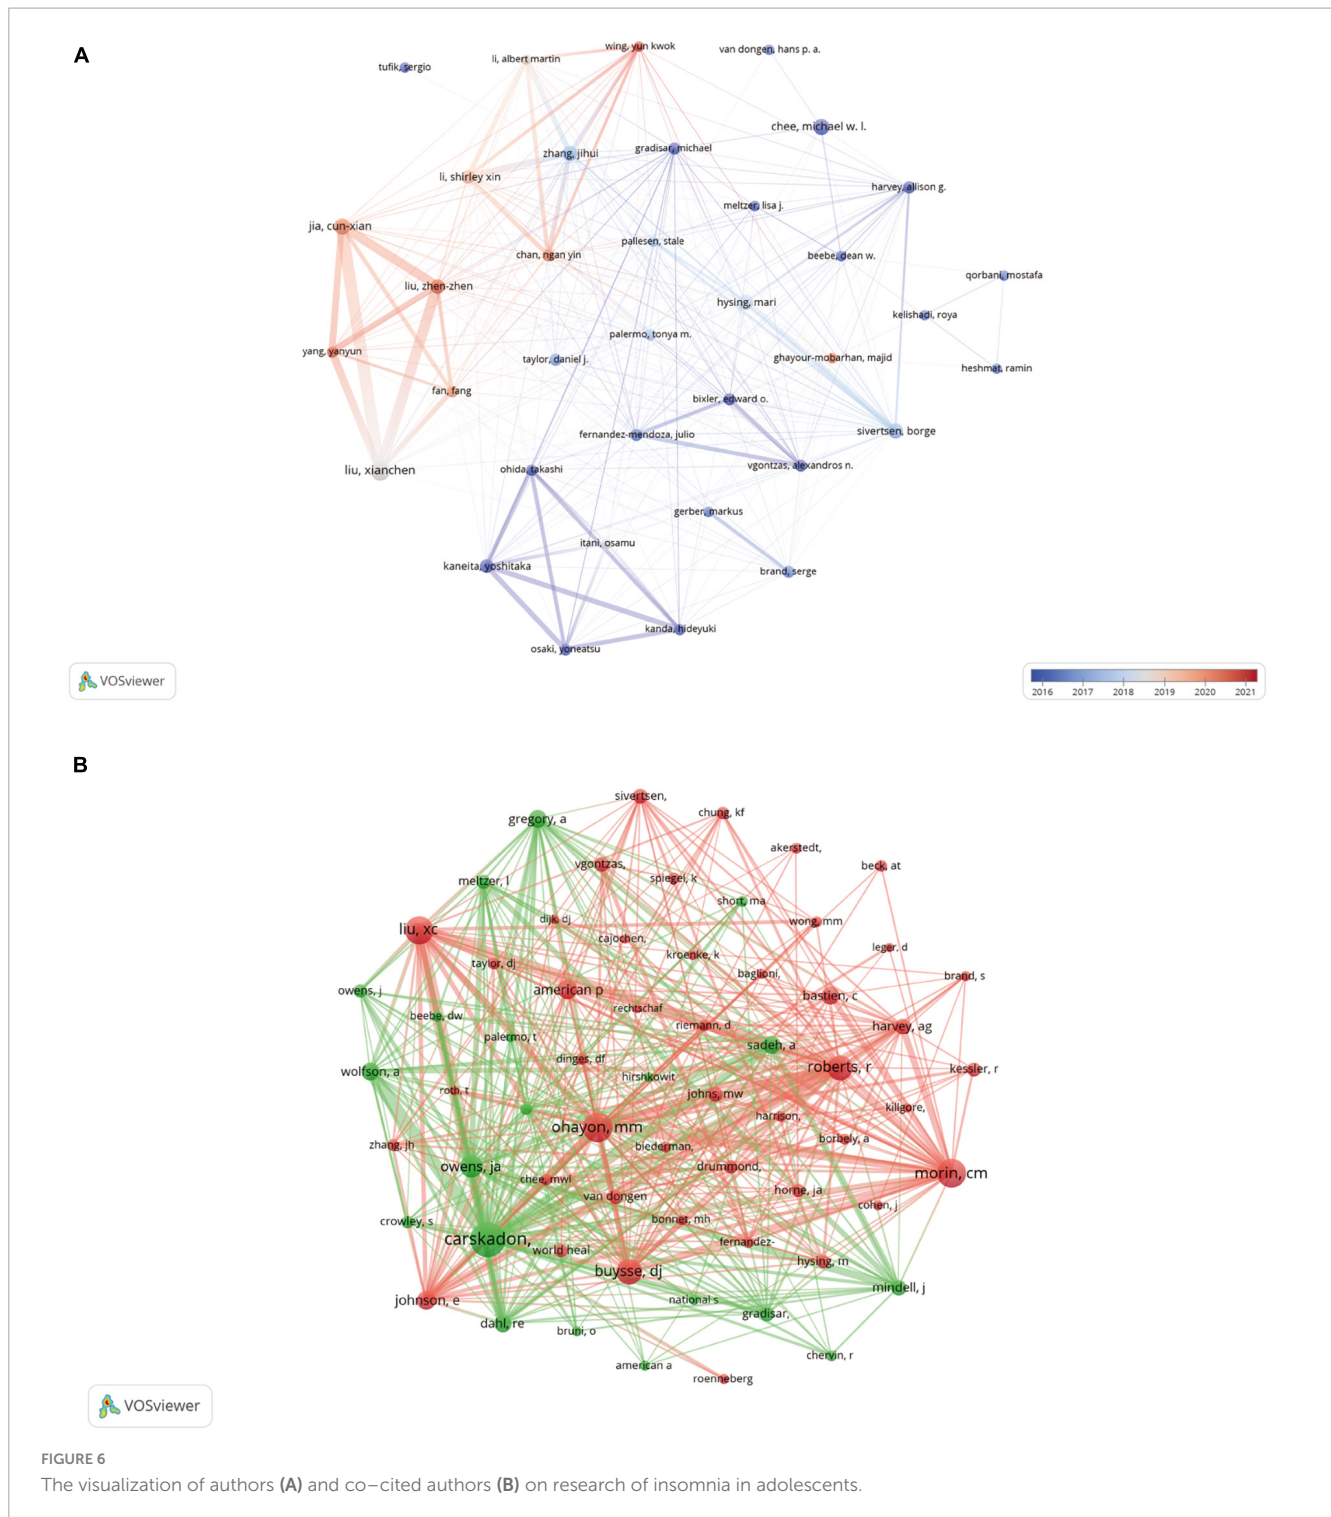 A
wing, yun kwok
van dongen, hans p. a.
li, albert martin
tufik, sergio
chee, michael w. l.
gradisar, michael
zhang, jihui
li, shirley xin
harvey, allison g.
meltzer, lisa j.
jia, cun-xian
pallesen, stale
chan, ngan yin
beebe, dean w.
qorbani, mostafa
liu, zhen-zhen
hysing, mari
kelishadi, roya
palermo, tonya m.
yang, yanyun
taylor, daniel j.
ghayour-mobarhan, majid
heshmat, ramin
fan, fang
bixler, edward o.
fernandez-mendoza, julio
sivertsen, borge
liu, xianchen
ohida, takashi
vgontzas, alexandros n.
gerber, markus
itani, osamu
kaneita, yoshitaka
brand, serge
kanda, hideyuki
osaki, yoneatsu
VOSviewer
2016 2017 2018 2019 2020 2021
B
sivertsen,
gregory, a
chung, kf
akerstedt,
vgontzas,
beck, at
meltzer, l
spiegel, k
short, ma
dijk, dj
wong, mm
liu, xc
cajochen,
leger, d
kroenke, k
taylor, dj
baglioni,
brand, s
owens, j
american p
bastien, c
rechtschaf
beebe, dw
riemann, d
harvey, ag
palermo, t
sadeh, a
dinges, df
wolfson, a
hirshkowit
roberts, r
kessler, r
roth, t
johns, mw
killgore,
harrison,
ohayon, mm
zhang, jh
biederman,
borbely, a
owens, ja
drummond,
morin, cm
chee, mwl
van dongen
horne, ja
cohen, j
crowley, s
bonnet, mh
carskadon,
world heal
fernandez-
hysing, m
buysse, dj
mindell, j
johnson, e
national s
gradisar,
dahl, re
bruni, o
chervin, r
american a
roenneberg
VOSviewer
FIGURE 6
The visualization of authors (A) and co–cited authors (B) on research of insomnia in adolescents.